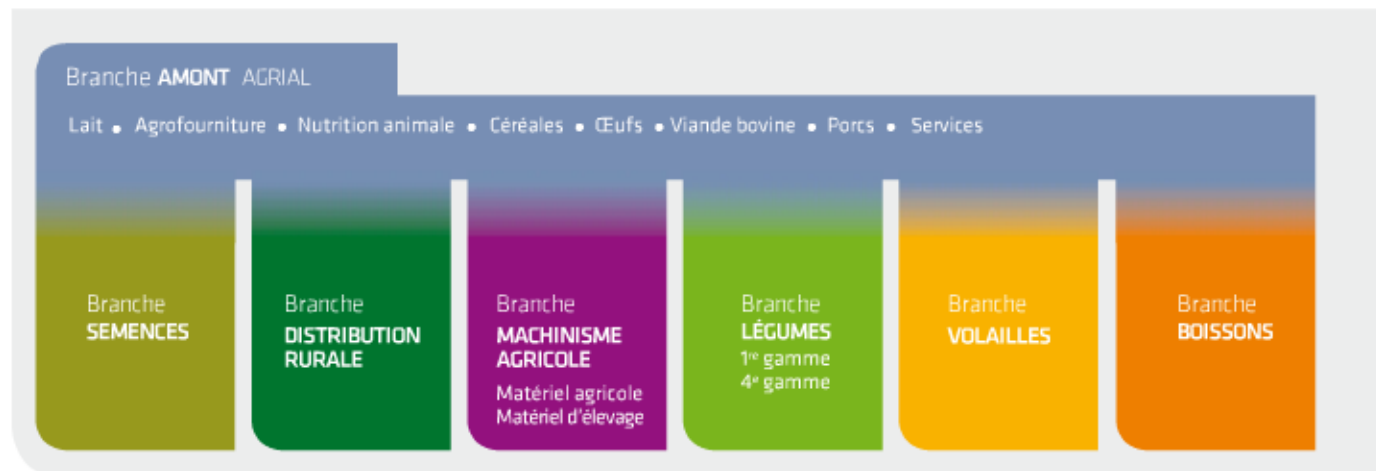 Branche AMONT AGRIAL
Lait • Agrofourniture • Nutrition animale • Céréales • Œufs • Viande bovine • Porcs • Services
Branche
SEMENCES
Branche
DISTRIBUTION
RURALE
Branche
MACHINISME
AGRICOLE
Matériel agricole
Matériel d'élevage
Branche
LÉGUMES
1re gamme
4e gamme
Branche
VOLAILLES
Branche
BOISSONS